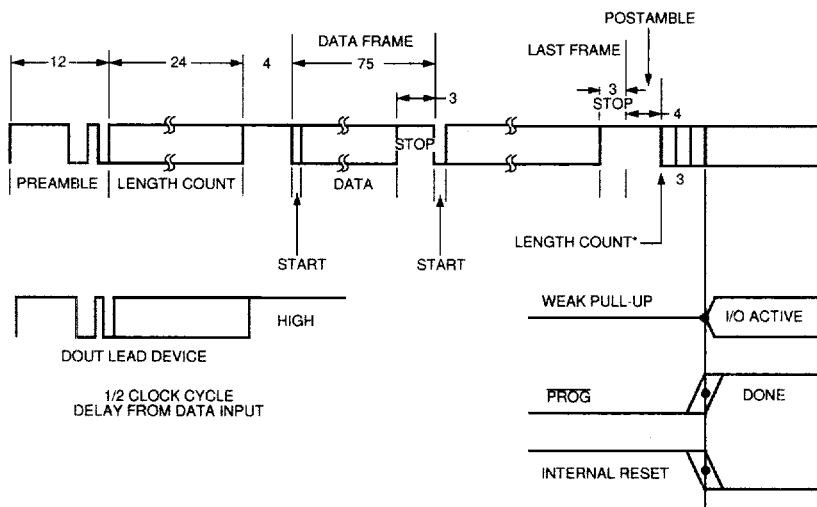 POSTAMBLE
DATA FRAME
LAST FRAME
12
24
4
75
3
3
STOP
4
STOP
PREAMBLE
LENGTH COUNT
DATA
3
START
START
LENGTH COUNT*
WEAK PULL-UP
I/O ACTIVE
HIGH
DOUT LEAD DEVICE
1/2 CLOCK CYCLE
DELAY FROM DATA INPUT
PROG
DONE
INTERNAL RESET